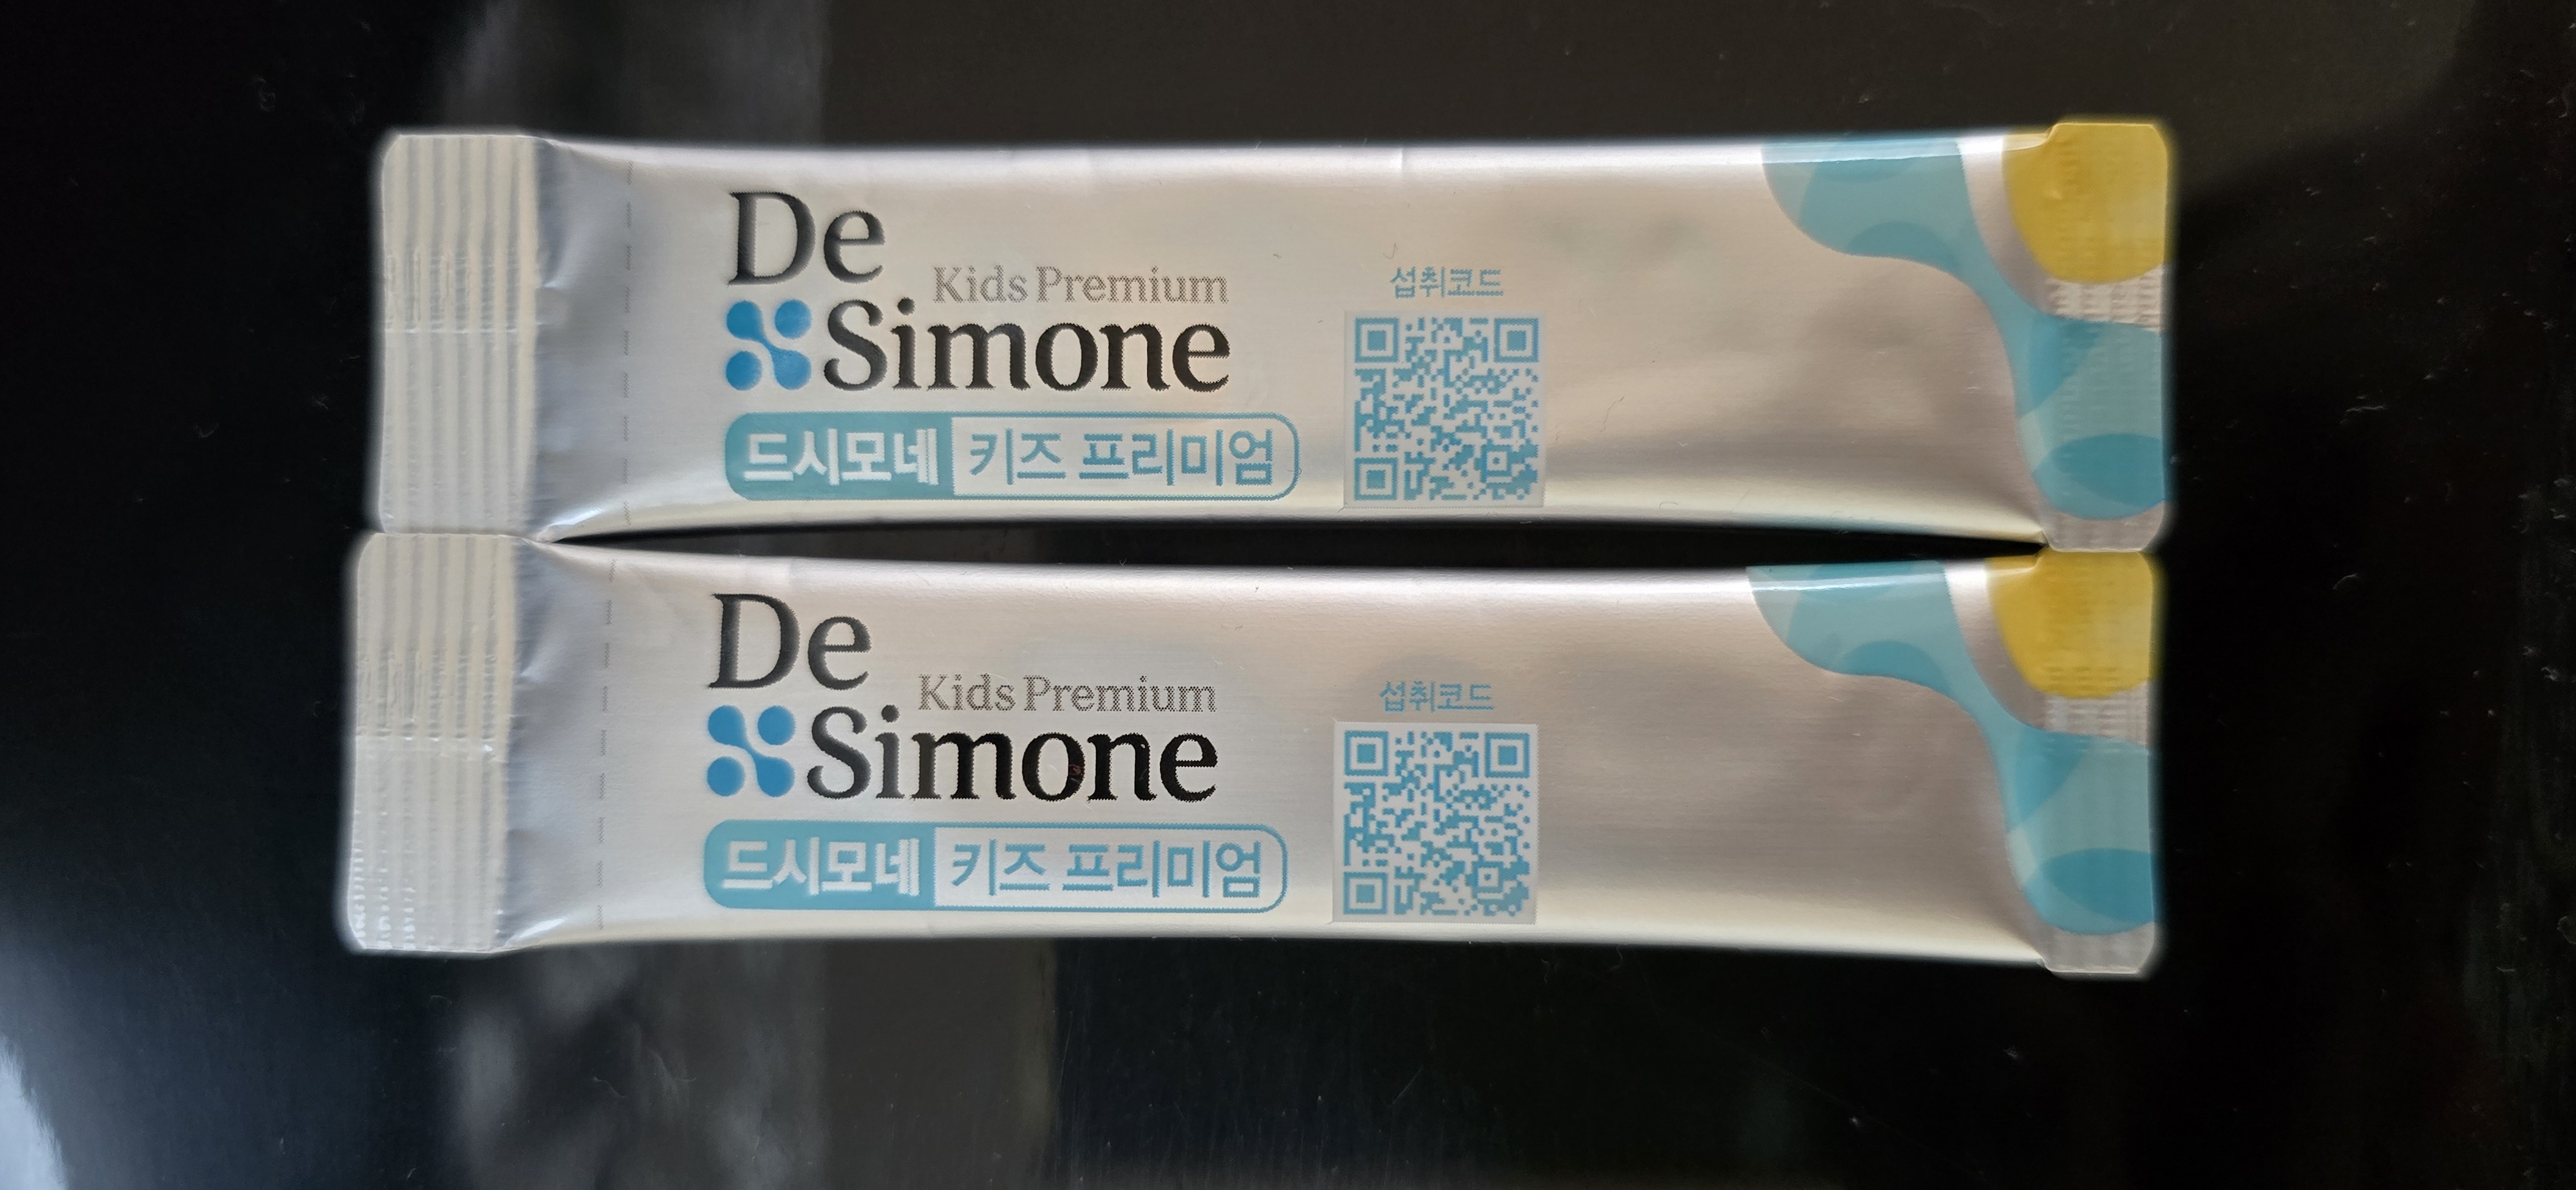 De
Kids Premium
Simone
드시모네 키즈 프리미엄
섭취코드
De
Kids Premium
Simone
드시모네 키즈 프리미엄
섭취코드